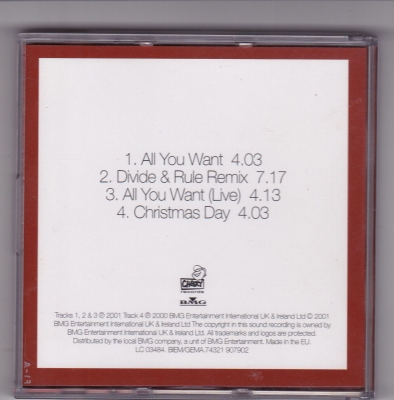 1. All You Want 4.03
2. Divide & Rule Remix 7.17
3. All You Want (Live) 4.13
4. Christmas Day 4.03
CHEEKY
records
BMG
Tracks 1, 2 & 3 ℗ 2001 Track 4 ℗ 2000 BMG Entertainment International UK & Ireland Ltd © 2001
BMG Entertainment International UK & Ireland Ltd The copyright in this sound recording is owned by
BMG Entertainment International UK & Ireland Ltd. All trademarks and logos are protected.
Distributed by the local BMG company, a unit of BMG Entertainment. Made in the EU.
LC 03484. BIEM/GEMA.74321 907902